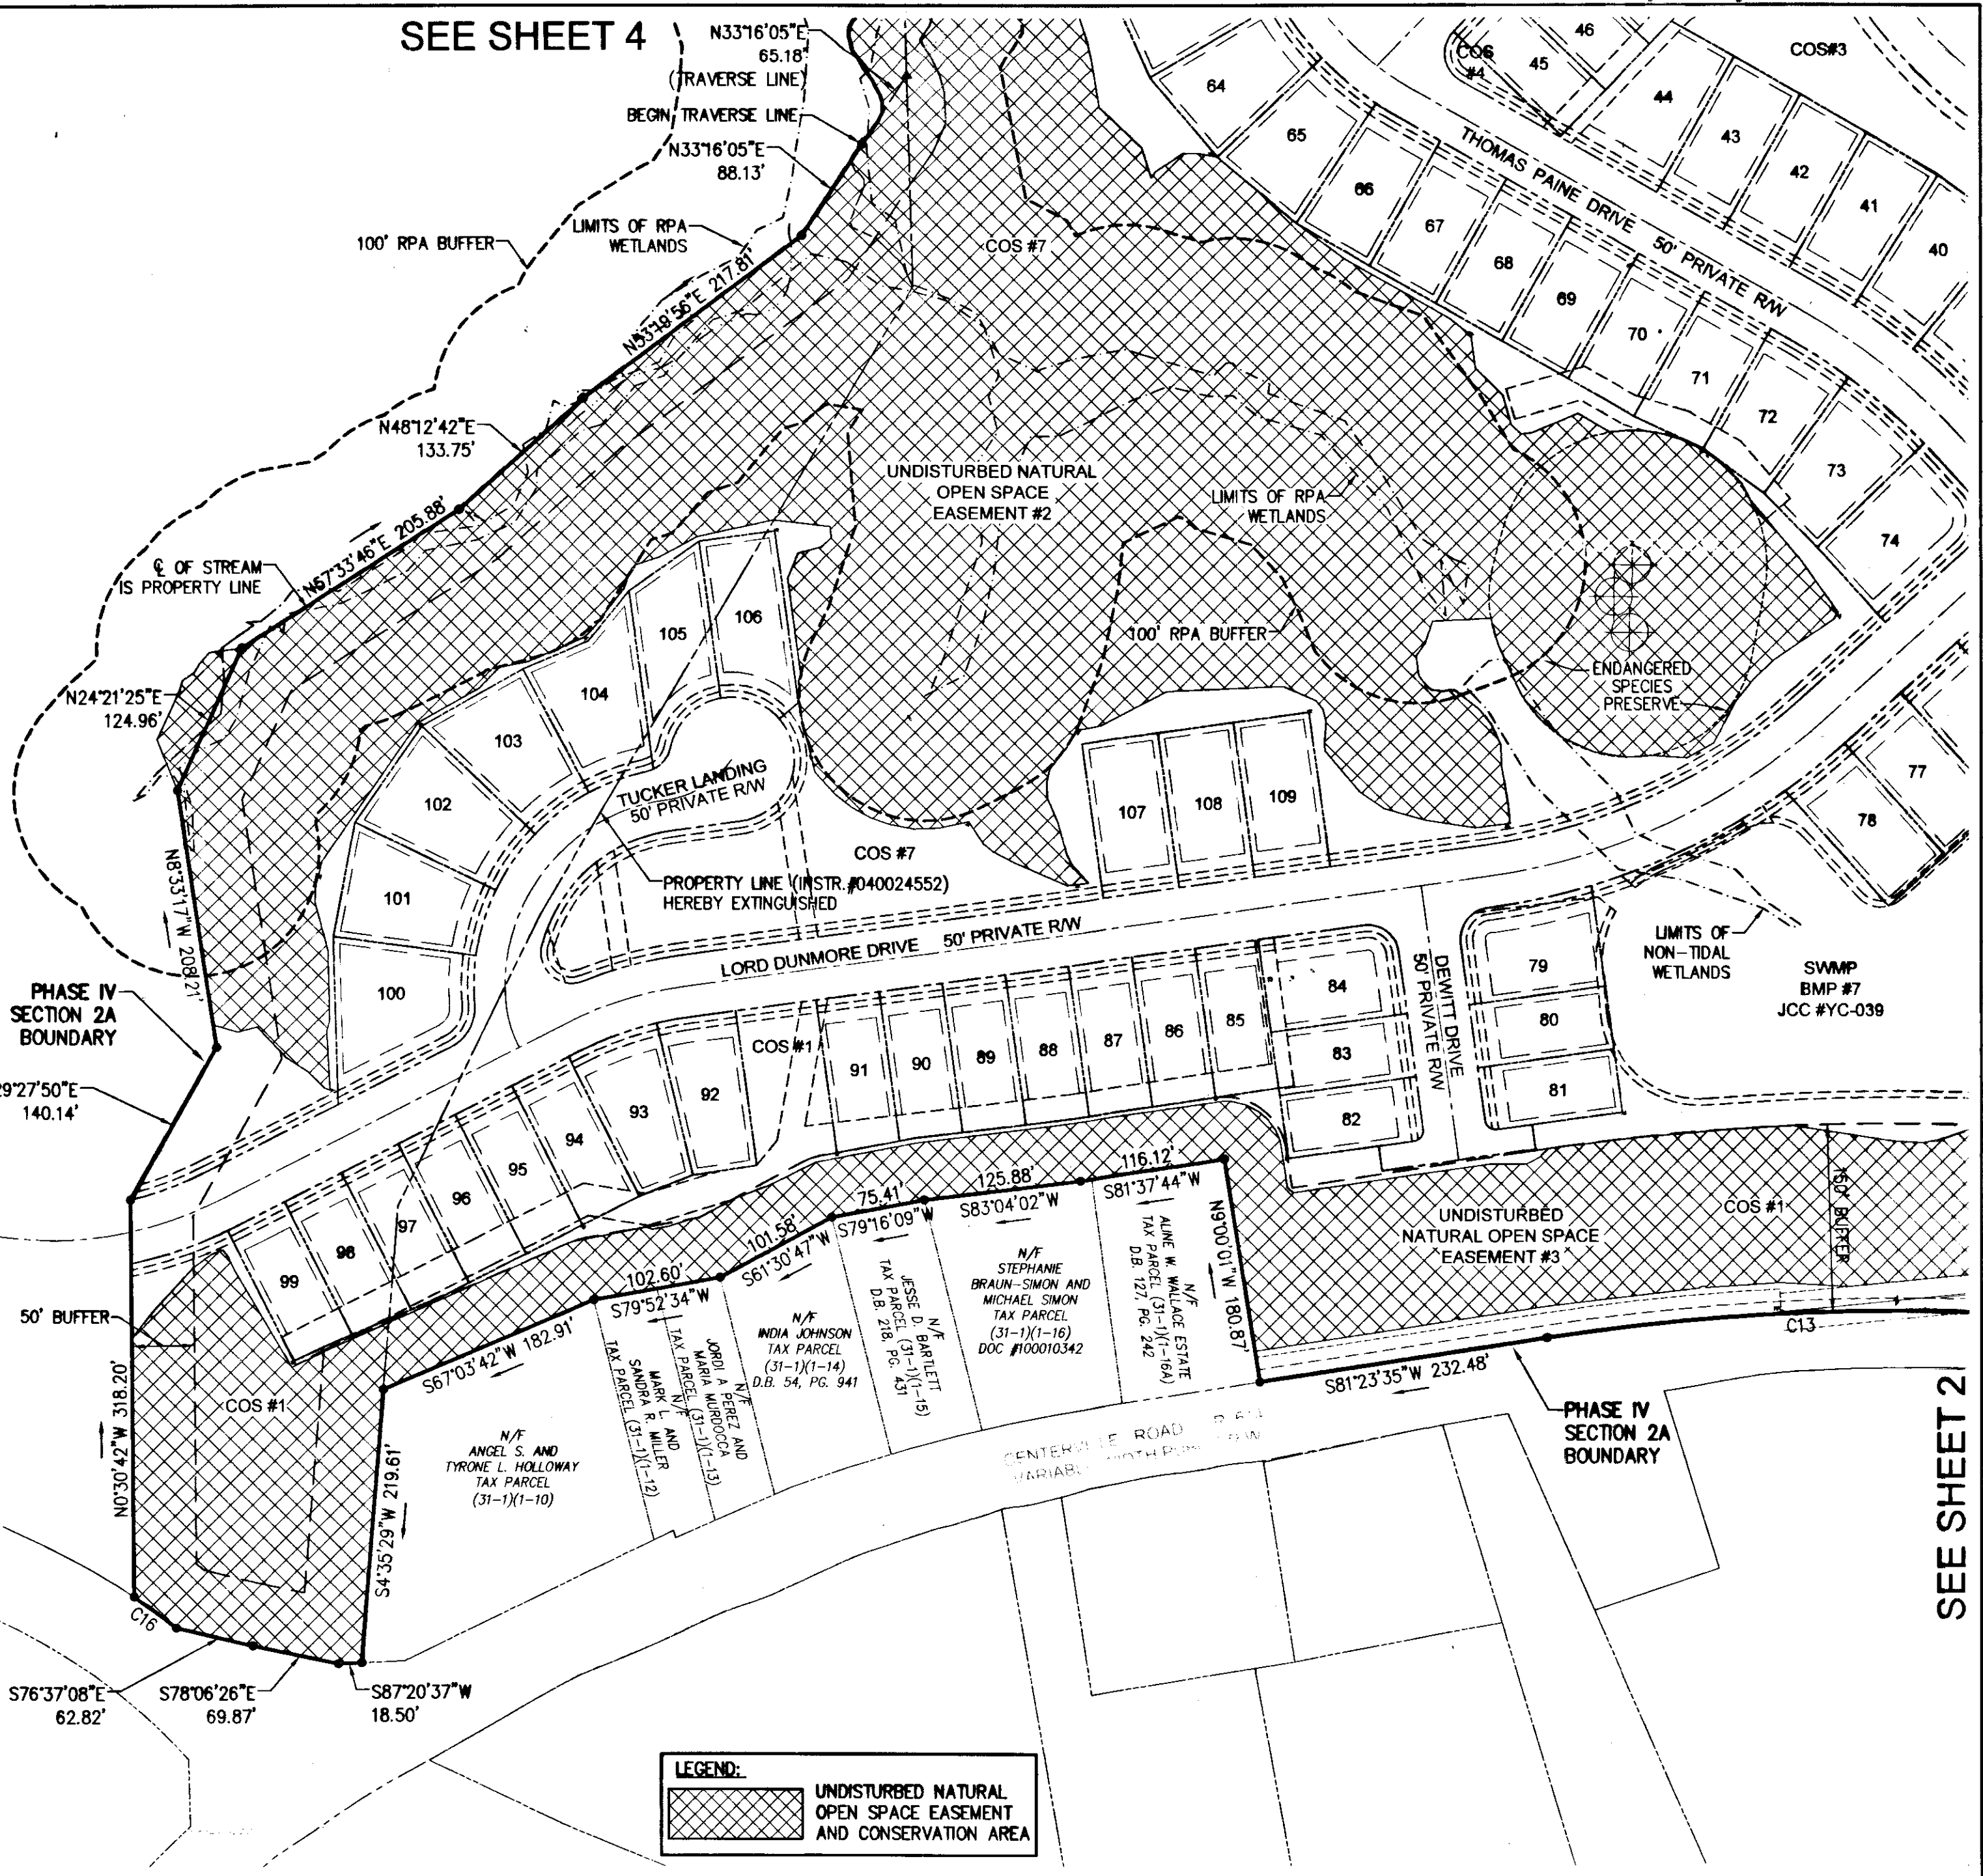 SEE SHEET 4
N33°16'05"E
65.18'
(TRAVERSE LINE)
BEGIN TRAVERSE LINE
N33°16'05"E
88.13'
LIMITS OF RPA
WETLANDS
100' RPA BUFFER
N53°19'56"E 217.81'
N48°12'42"E
133.75'
N57°33'46"E 205.88'
℄ OF STREAM
IS PROPERTY LINE
N24°21'25"E
124.96'
N8°33'17"W 208.21'
PHASE IV
SECTION 2A
BOUNDARY
29°27'50"E
140.14'
50' BUFFER
N0°30'42"W 318.20'
C16
S76°37'08"E
62.82'
S78°06'26"E
69.87'
S87°20'37"W
18.50'
S4°35'29"W 219.61'
COS #1
COS #7
UNDISTURBED NATURAL
OPEN SPACE
EASEMENT #2
LIMITS OF RPA
WETLANDS
100' RPA BUFFER
ENDANGERED
SPECIES
PRESERVE
64
65
66
67
68
69
70
71
72
73
74
COS
#4
45
46
COS#3
44
43
42
41
40
THOMAS PAINE DRIVE 50' PRIVATE R/W
77
78
106
105
104
103
102
101
100
TUCKER LANDING
50' PRIVATE R/W
COS #7
PROPERTY LINE (INSTR.#040024552)
HEREBY EXTINGUISHED
107
108
109
LORD DUNMORE DRIVE 50' PRIVATE R/W
DEWITT DRIVE
50' PRIVATE R/W
LIMITS OF
NON-TIDAL
WETLANDS
SWMP
BMP #7
JCC #YC-039
79
80
81
84
83
82
85
86
87
88
89
90
91
COS #1
92
93
94
95
96
97
98
99
S67°03'42"W 182.91'
102.60'
S79°52'34"W
101.58'
S61°30'47"W
75.41'
S79°16'09"W
125.88'
S83°04'02"W
116.12'
S81°37'44"W
N9°00'01"W 180.87'
S81°23'35"W 232.48'
C13
UNDISTURBED
NATURAL OPEN SPACE
EASEMENT #3
COS #1
150' BUFFER
PHASE IV
SECTION 2A
BOUNDARY
N/F
ANGEL S. AND
TYRONE L. HOLLOWAY
TAX PARCEL
(31-1)(1-10)
N/F
MARK L. AND
SANDRA R. MILLER
TAX PARCEL (31-1)(1-12)
N/F
JORDI A PEREZ AND
MARIA MURDOCCA
TAX PARCEL (31-1)(1-13)
N/F
INDIA JOHNSON
TAX PARCEL
(31-1)(1-14)
D.B. 54, PG. 941
N/F
JESSE D. BARTLETT
TAX PARCEL (31-1)(1-15)
D.B. 218, PG. 431
N/F
STEPHANIE
BRAUN-SIMON AND
MICHAEL SIMON
TAX PARCEL
(31-1)(1-16)
DOC #100010342
N/F
ALINE W. WALLACE ESTATE
TAX PARCEL (31-1)(1-16A)
D.B. 127, PG. 242
CENTERVILLE ROAD
VARIABLE WIDTH
SEE SHEET 2
LEGEND:
UNDISTURBED NATURAL
OPEN SPACE EASEMENT
AND CONSERVATION AREA